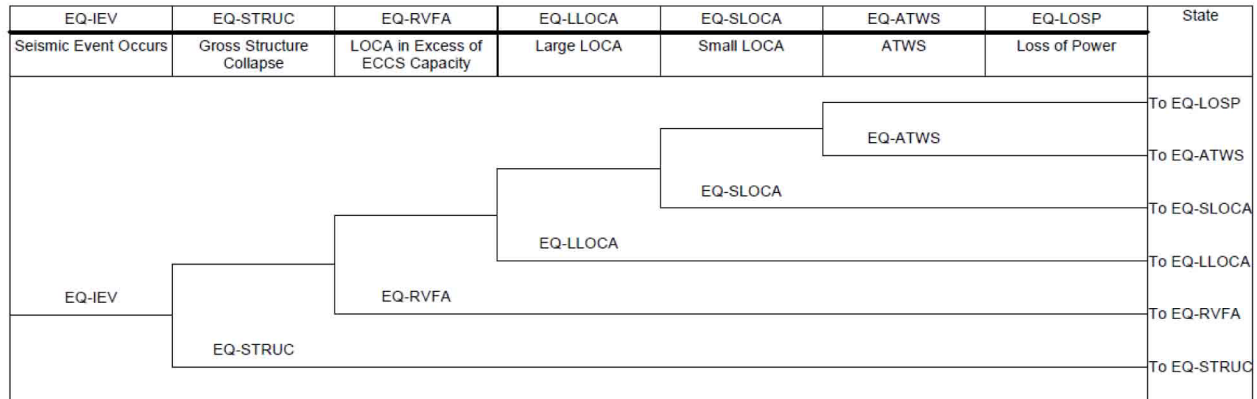 EQ-IEV EQ-STRUC EQ-RVFA EQ-LLOCA EQ-SLOCA EQ-ATWS EQ-LOSP State
Seismic Event Occurs Gross Structure LOCA in Excess of Large LOCA Small LOCA ATWS Loss of Power
Collapse ECCS Capacity
To EQ-LOSP
EQ-ATWS
To EQ-ATWS
EQ-SLOCA
To EQ-SLOCA
EQ-LLOCA
To EQ-LLOCA
EQ-IEV EQ-RVFA
To EQ-RVFA
EQ-STRUC
To EQ-STRUC